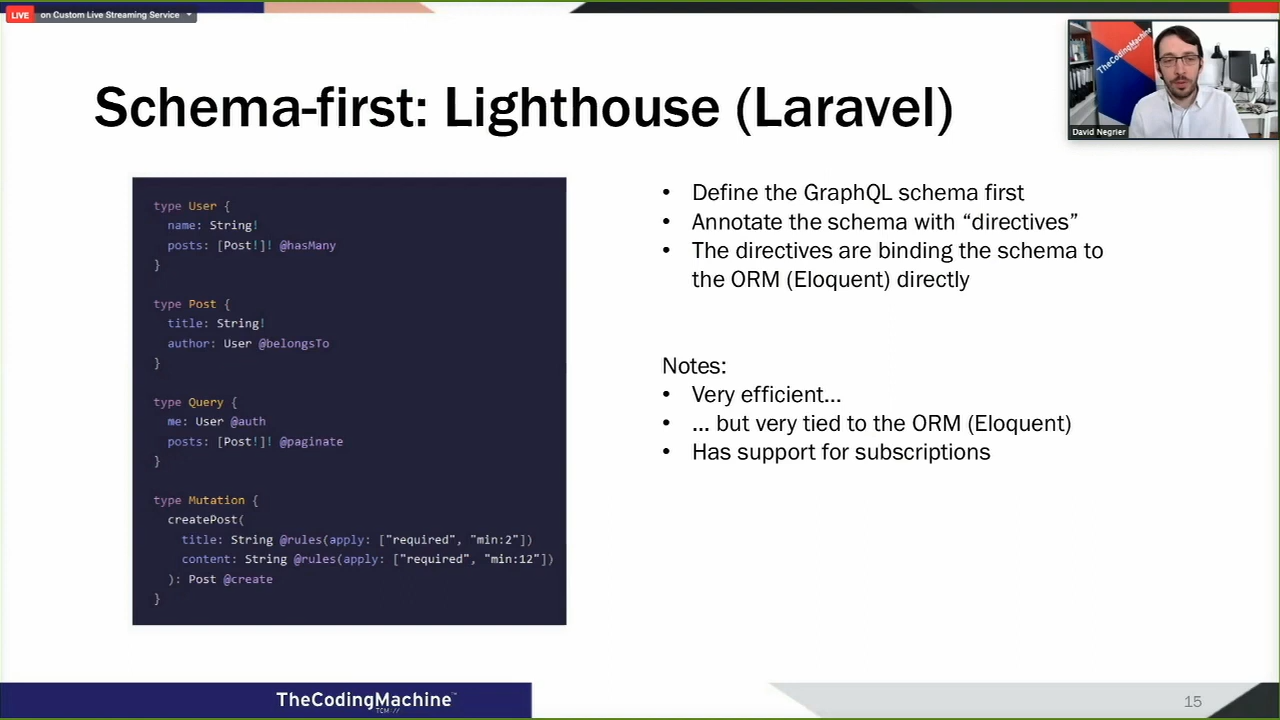 LIVE on Custom Live Streaming Service
TheCodingMachine
David Negrier
Schema-first: Lighthouse (Laravel)
type User {
  name: String!
  posts: [Post!]! @hasMany
}
type Post {
  title: String!
  author: User @belongsTo
}
type Query {
  me: User @auth
  posts: [Post!]! @paginate
}
type Mutation {
  createPost(
    title: String @rules(apply: ["required", "min:2"])
    content: String @rules(apply: ["required", "min:12"])
  ): Post @create
}
• Define the GraphQL schema first
• Annotate the schema with “directives”
• The directives are binding the schema to
the ORM (Eloquent) directly
Notes:
• Very efficient…
• … but very tied to the ORM (Eloquent)
• Has support for subscriptions
TheCodingMachine™
TCM //
15